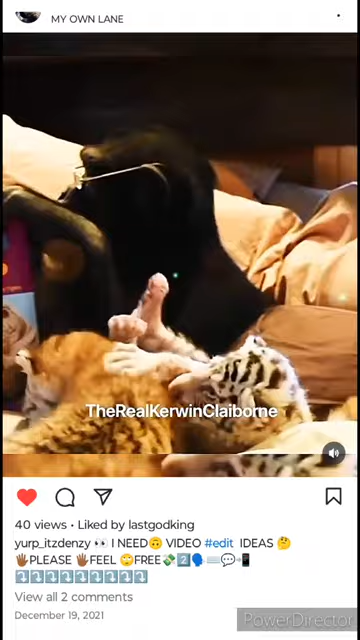 MY OWN LANE
TheRealKerwinClaiborne
40 views • Liked by lastgodking
yurp_itzdenzy 👀 I NEED🙃 VIDEO #edit IDEAS 🤔
🖐🏾PLEASE 🖐🏾FEEL 🙄FREE💸2️⃣🗣️⌨️💬📲
⤵️⤵️⤵️⤵️⤵️⤵️⤵️⤵️⤵️
View all 2 comments
December 19, 2021
PowerDirector